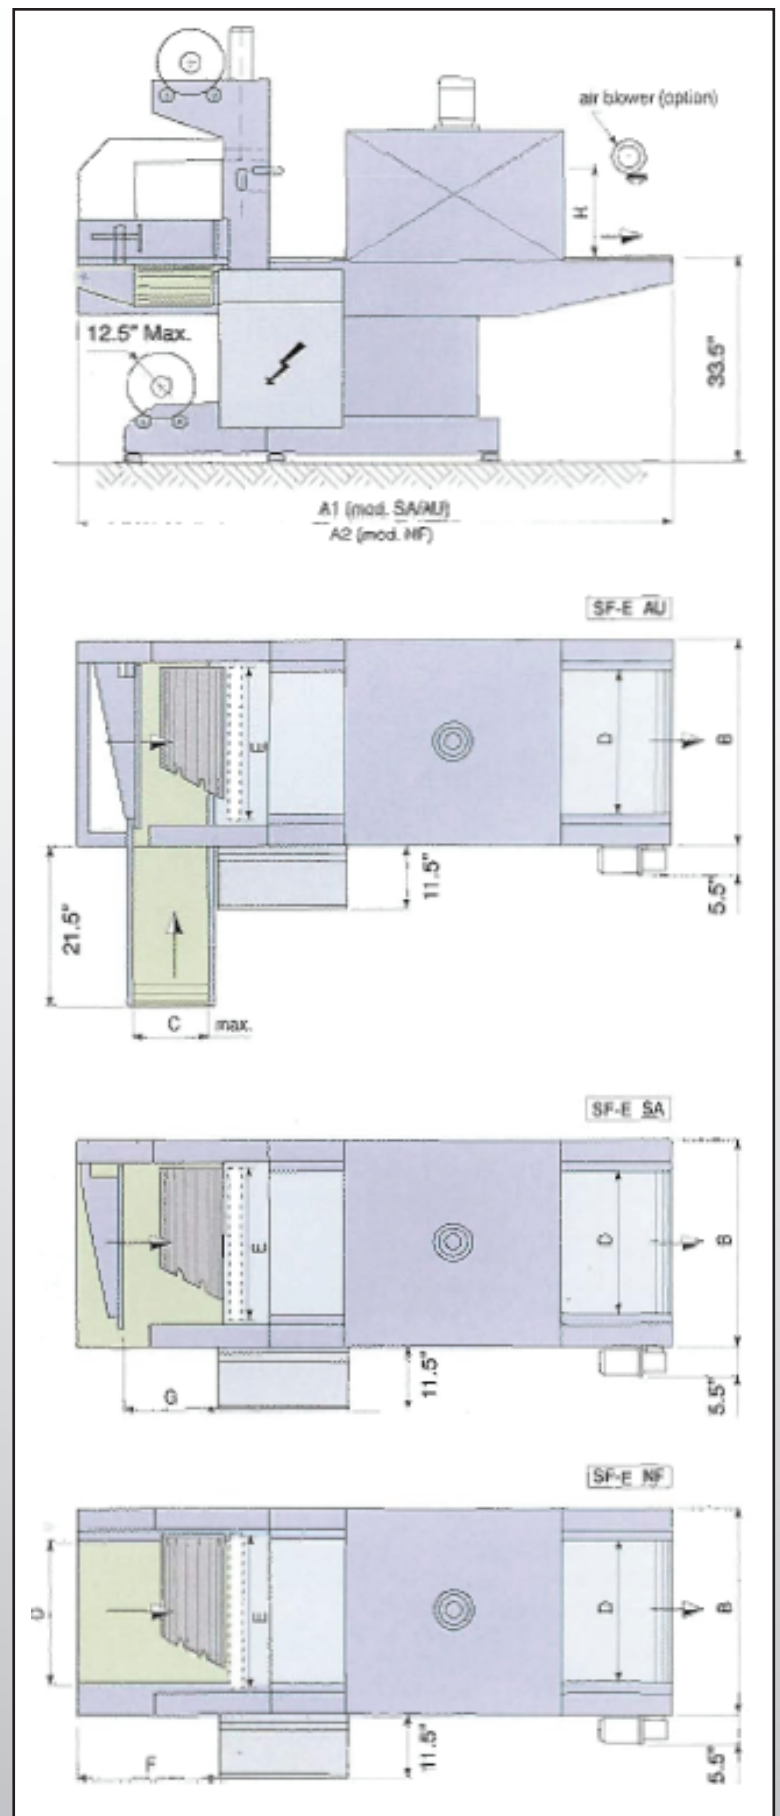 air blower (option)
H
12.5" Max.
33.5"
A1 (mod. SA/AU)
A2 (mod. NF)
SF-E AU
E
D
B
11.5"
5.5"
21.5"
C max.
SF-E SA
E
D
B
11.5"
5.5"
G
SF-E NF
D
E
D
B
11.5"
5.5"
F